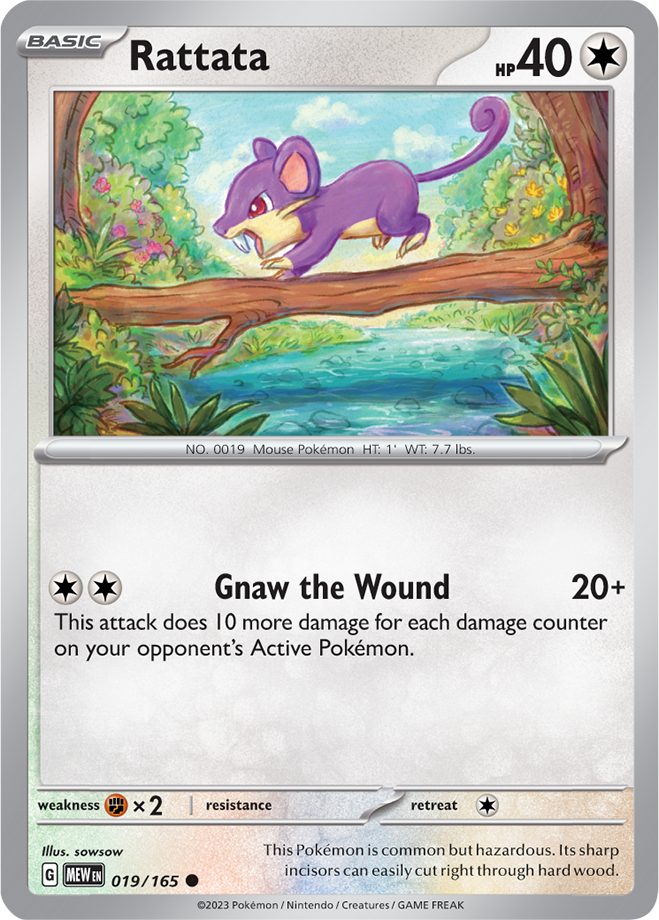 BASIC
Rattata
HP40
NO. 0019 Mouse Pokémon HT: 1' WT: 7.7 lbs.
Gnaw the Wound 20+
This attack does 10 more damage for each damage counter
on your opponent's Active Pokémon.
weakness ×2 resistance retreat
Illus. sowsow
This Pokémon is common but hazardous. Its sharp
incisors can easily cut right through hard wood.
G MEW EN 019/165
©2023 Pokémon / Nintendo / Creatures / GAME FREAK